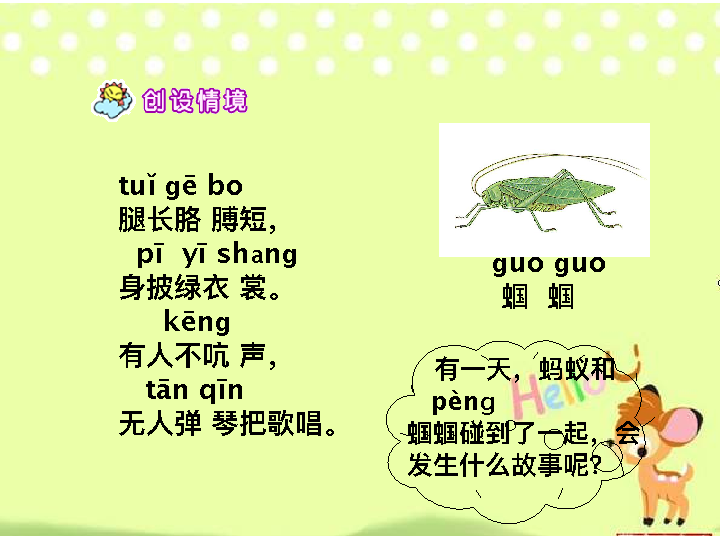 创设情境
tuǐ gē bo
腿长胳 膊短，
pī yī shang
身披绿衣 裳。
kēng
有人不吭 声，
tān qīn
无人弹 琴把歌唱。
guo guo
蝈 蝈
Hello
有一天，蚂蚁和
pèng
蝈蝈碰到了一起，会
发生什么故事呢？